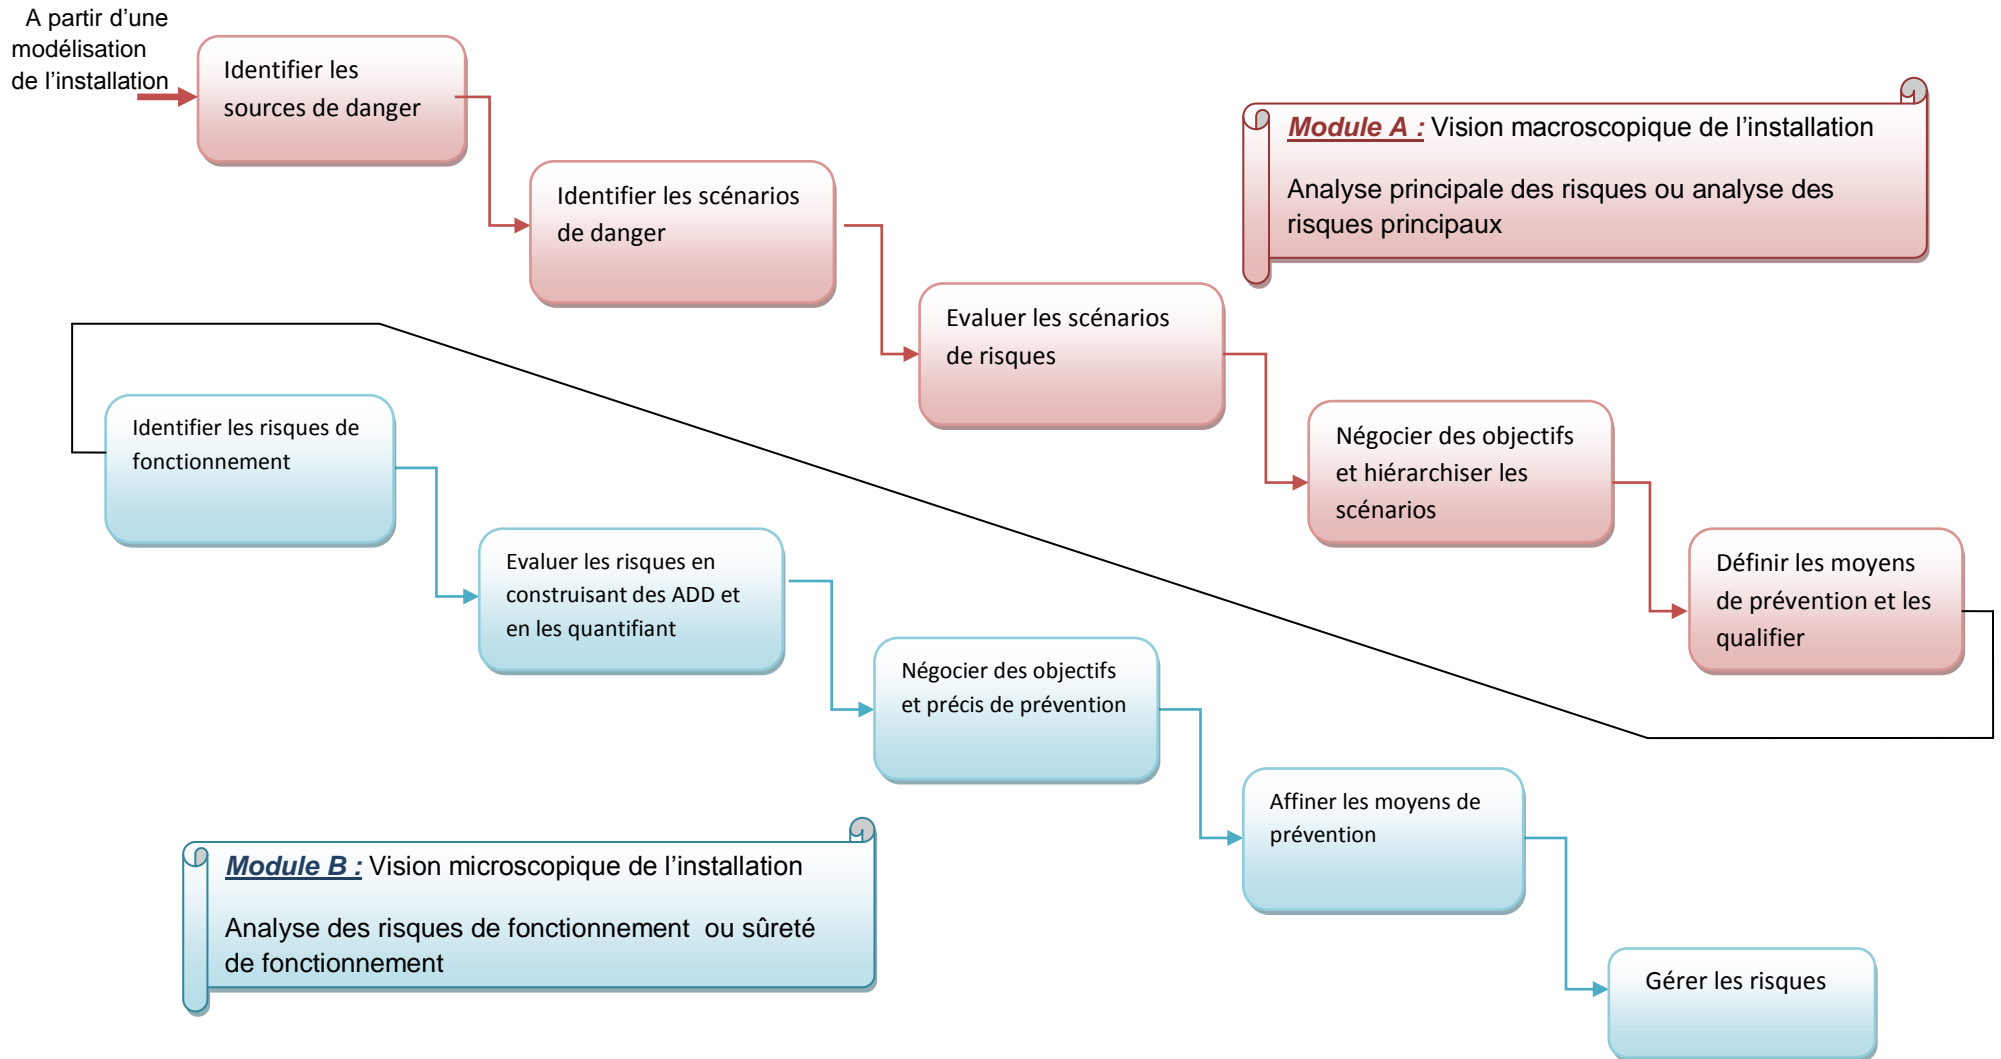 A partir d’une
modélisation
de l’installation
Identifier les
sources de danger
Module A : Vision macroscopique de l’installation
Analyse principale des risques ou analyse des
risques principaux
Identifier les scénarios
de danger
Evaluer les scénarios
de risques
Négocier des objectifs
et hiérarchiser les
scénarios
Définir les moyens
de prévention et les
qualifier
Identifier les risques de
fonctionnement
Evaluer les risques en
construisant des ADD et
en les quantifiant
Négocier des objectifs
et précis de prévention
Affiner les moyens de
prévention
Gérer les risques
Module B : Vision microscopique de l’installation
Analyse des risques de fonctionnement  ou sûreté
de fonctionnement